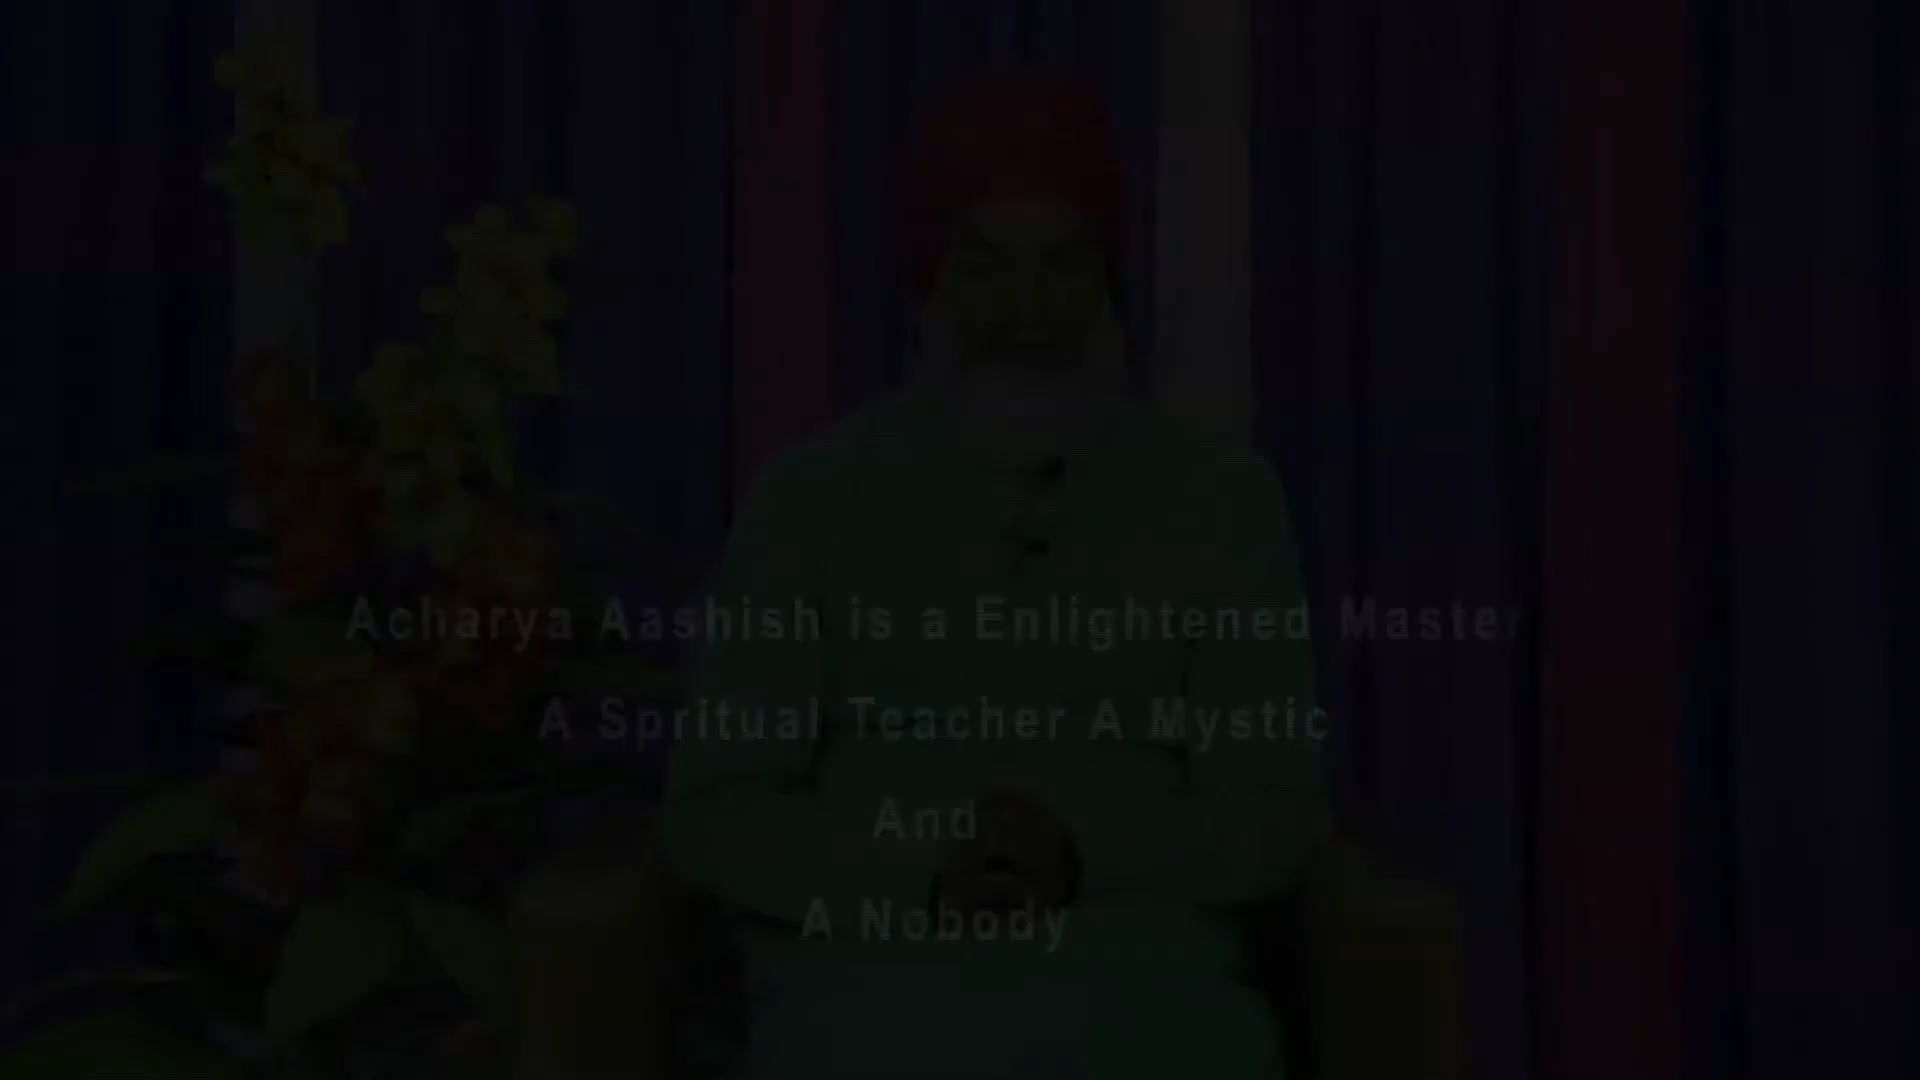 Acharya Aashish is a Enlightened Master
A Spritual Teacher A Mystic
And
A Nobody